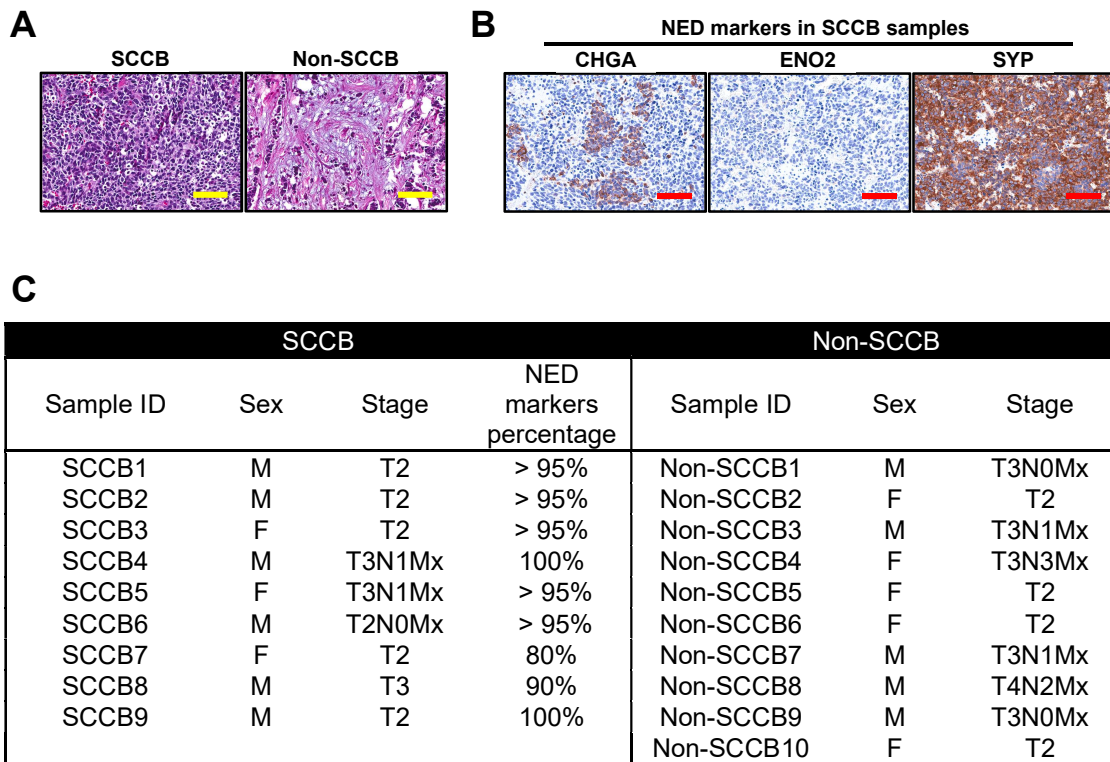 A
SCCB Non-SCCB
B
NED markers in SCCB samples
CHGA ENO2 SYP
C
SCCB Non-SCCB
Sample ID Sex Stage NED markers percentage Sample ID Sex Stage
SCCB1 M T2 > 95% Non-SCCB1 M T3N0Mx
SCCB2 M T2 > 95% Non-SCCB2 F T2
SCCB3 F T2 > 95% Non-SCCB3 M T3N1Mx
SCCB4 M T3N1Mx 100% Non-SCCB4 F T3N3Mx
SCCB5 F T3N1Mx > 95% Non-SCCB5 F T2
SCCB6 M T2N0Mx > 95% Non-SCCB6 F T2
SCCB7 F T2 80% Non-SCCB7 M T3N1Mx
SCCB8 M T3 90% Non-SCCB8 M T4N2Mx
SCCB9 M T2 100% Non-SCCB9 M T3N0Mx
Non-SCCB10 F T2